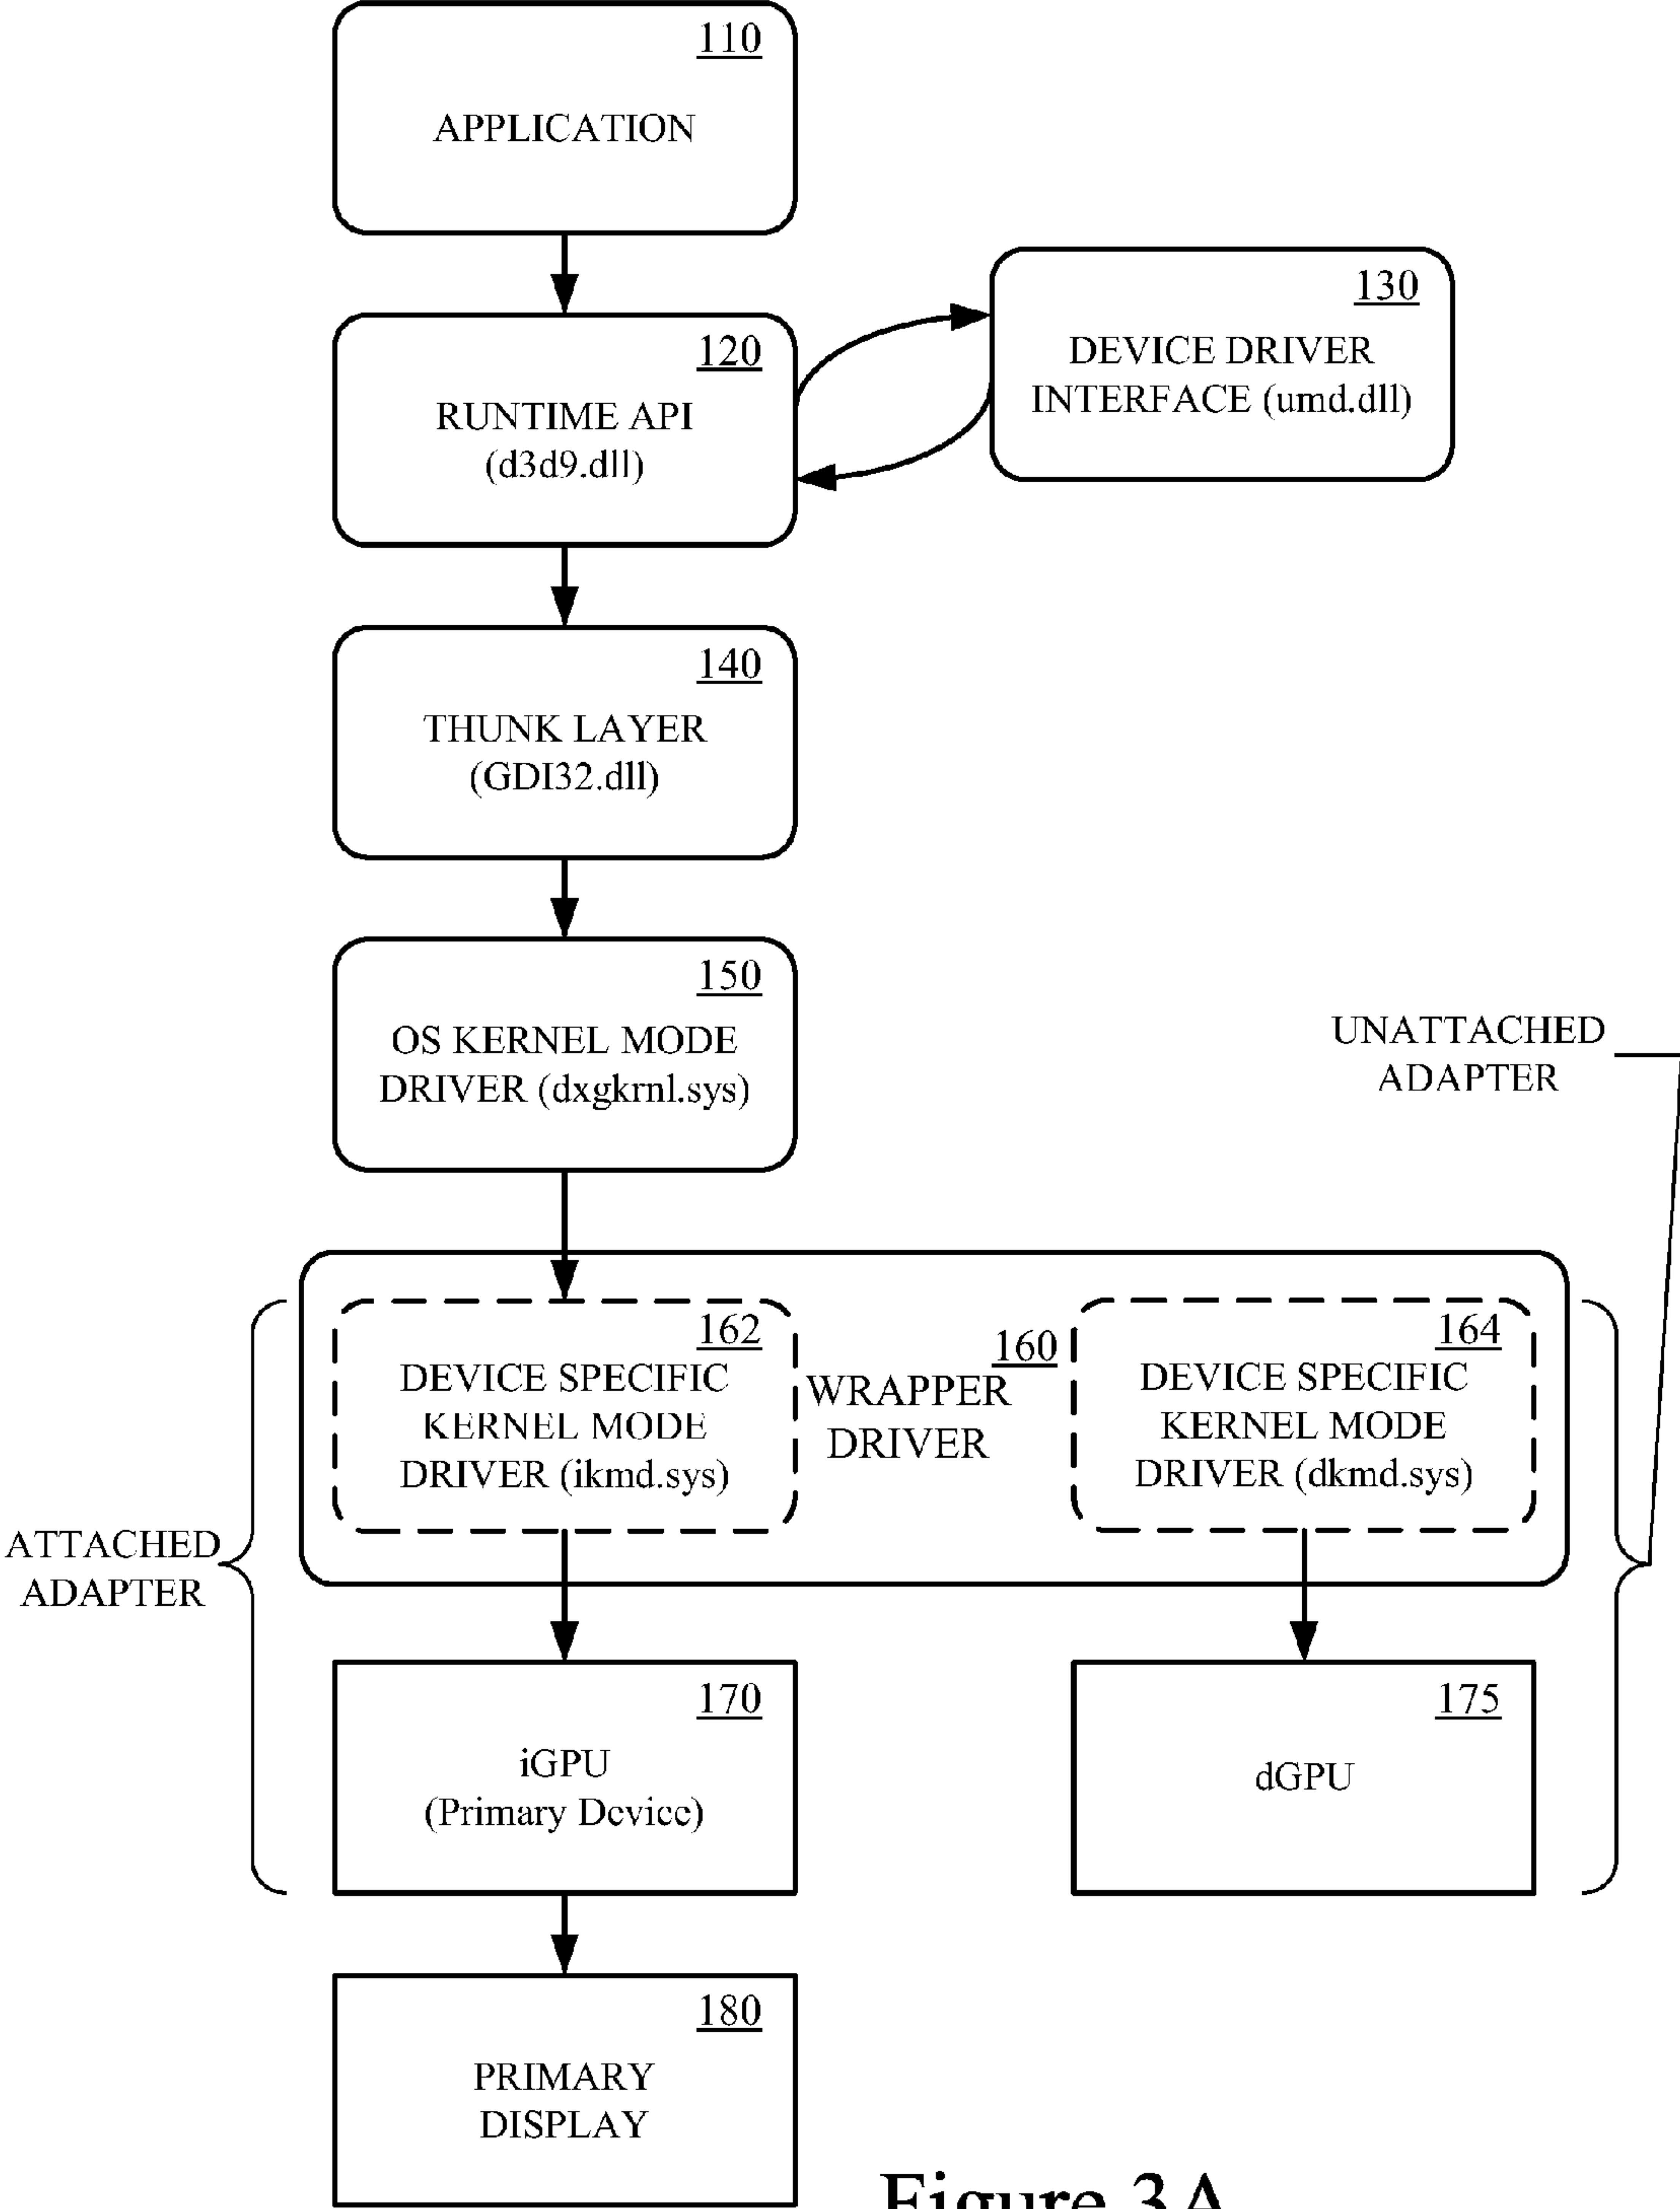 110
APPLICATION
130
DEVICE DRIVER
INTERFACE (umd.dll)
120
RUNTIME API
(d3d9.dll)
140
THUNK LAYER
(GDI32.dll)
150
OS KERNEL MODE
DRIVER (dxgkrnl.sys)
UNATTACHED
ADAPTER
162
DEVICE SPECIFIC
KERNEL MODE
DRIVER (ikmd.sys)
160
WRAPPER
DRIVER
164
DEVICE SPECIFIC
KERNEL MODE
DRIVER (dkmd.sys)
ATTACHED
ADAPTER
170
iGPU
(Primary Device)
175
dGPU
180
PRIMARY
DISPLAY
Figure 3A